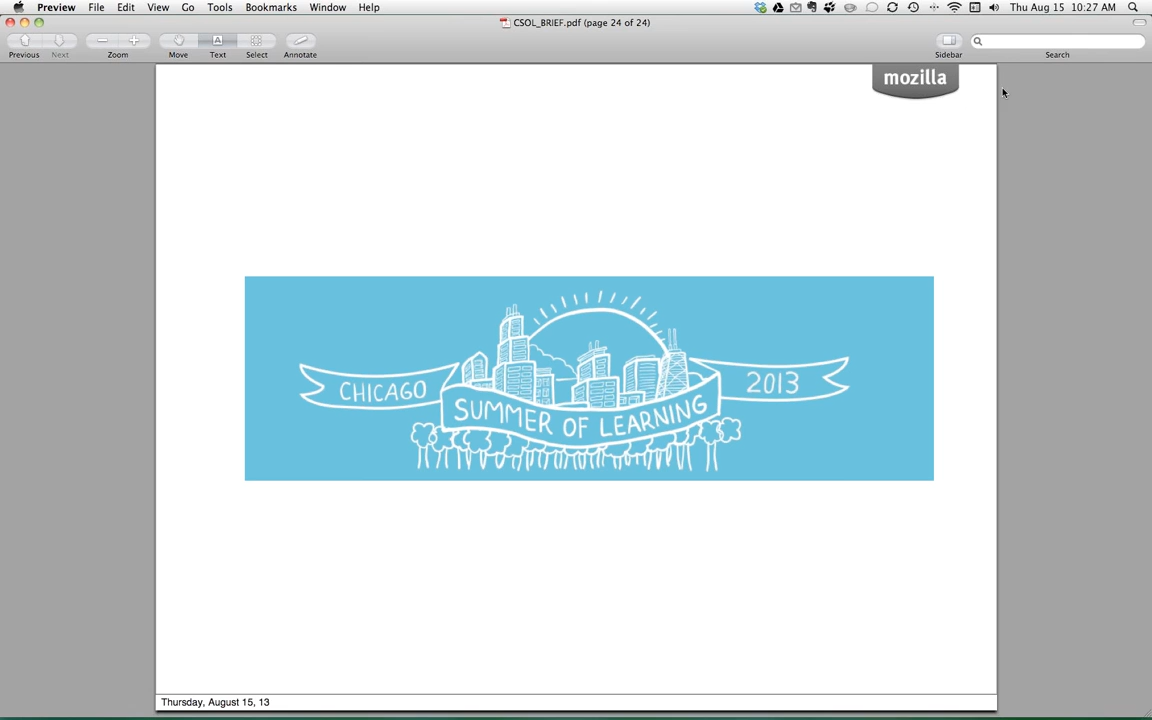 Preview File Edit View Go Tools Bookmarks Window Help Thu Aug 15 10:27 AM
CSOL_BRIEF.pdf (page 24 of 24)
Previous Next Zoom Move Text Select Annotate Sidebar Search
mozilla
CHICAGO SUMMER OF LEARNING 2013
Thursday, August 15, 13